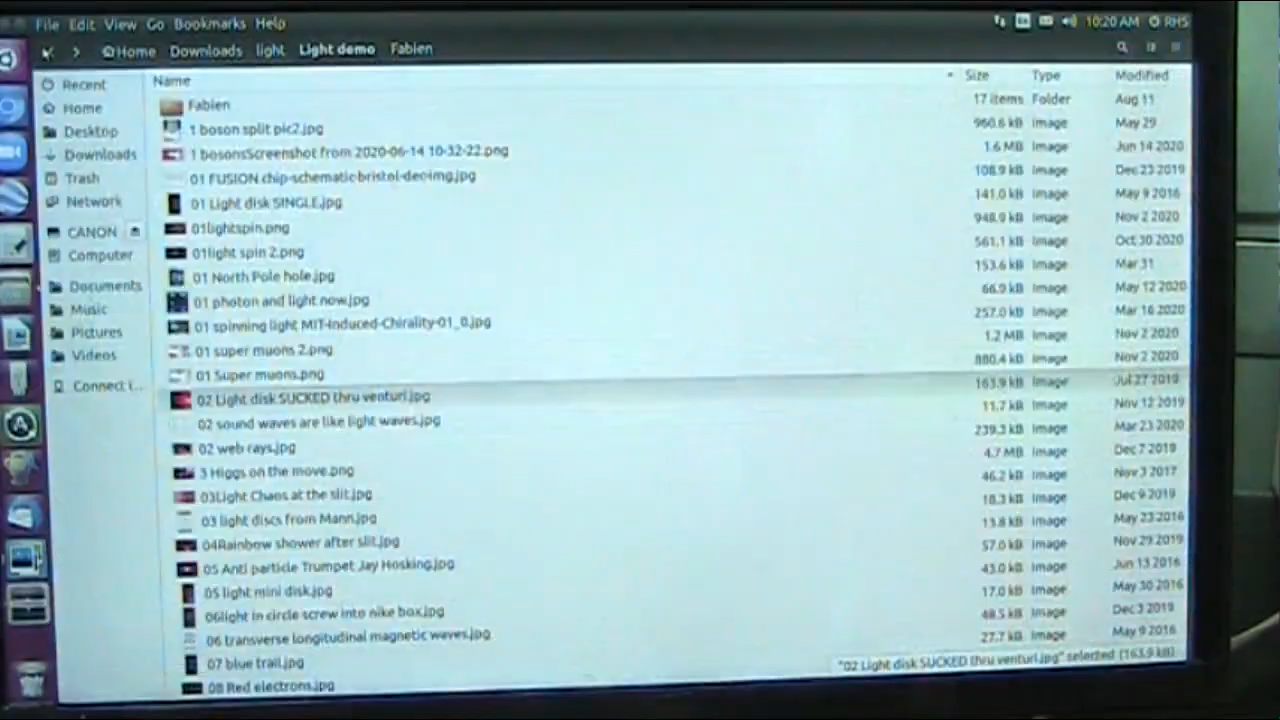 File Edit View Go Bookmarks Help 10:20 AM RHS
Home Downloads light Light demo Fabien
Recent
Home
Desktop
Downloads
Trash
Network
CANON
Computer
Documents
Music
Pictures
Videos
Connect t...
Name Size Type Modified
Fabien 17 items Folder Aug 11
1 boson split pic2.jpg 960.6 kB Image May 29
1 bosonsScreenshot from 2020-06-14 10-32-22.png 1.6 MB Image Jun 14 2020
01 FUSION chip-schematic-bristol-dec-img.jpg 108.9 kB Image Dec 23 2019
01 Light disk SINGLE.jpg 141.0 kB Image May 9 2016
01lightspin.png 948.9 kB Image Nov 2 2020
01light spin 2.png 561.1 kB Image Oct 30 2020
01 North Pole hole.jpg 153.6 kB Image Mar 31
01 photon and light now.jpg 66.9 kB Image May 12 2020
01 spinning light MIT-Induced-Chirality-01_0.jpg 257.0 kB Image Mar 16 2020
01 super muons 2.png 1.2 MB Image Nov 2 2020
01 Super muons.png 880.4 kB Image Nov 2 2020
02 Light disk SUCKED thru venturi.jpg 163.9 kB Image Jul 27 2019
02 sound waves are like light waves.jpg 11.7 kB Image Nov 12 2019
02 web rays.jpg 239.3 kB Image Mar 23 2020
3 Higgs on the move.png 4.7 MB Image Dec 7 2019
03Light Chaos at the slit.jpg 46.2 kB Image Nov 3 2017
03 light discs from Mann.jpg 18.3 kB Image Dec 9 2019
04Rainbow shower after slit.jpg 13.8 kB Image May 23 2016
05 Anti particle Trumpet Jay Hosking.jpg 57.0 kB Image Nov 29 2019
05 light mini disk.jpg 43.0 kB Image Jun 13 2016
06light in circle screw into nike box.jpg 17.0 kB Image May 30 2016
06 transverse longitudinal magnetic waves.jpg 48.5 kB Image Dec 3 2019
07 blue trail.jpg 27.7 kB Image May 9 2016
08 Red electrons.jpg
"02 Light disk SUCKED thru venturi.jpg" selected (163.9 kB)